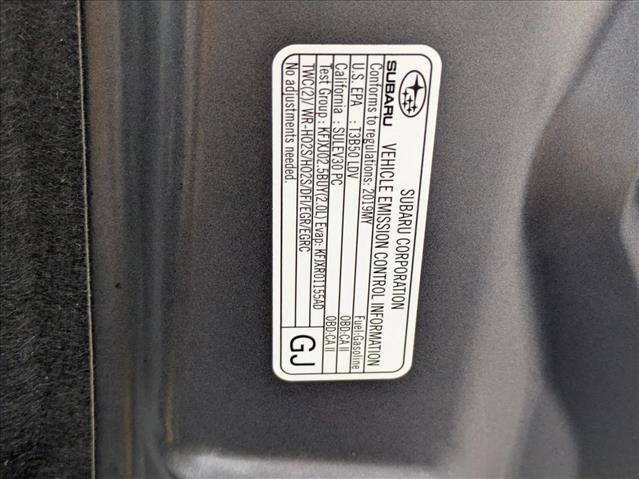 SUBARU
SUBARU CORPORATION
VEHICLE EMISSION CONTROL INFORMATION
Conforms to regulations: 2019MY
Fuel:Gasoline
U.S. EPA : T3B50 LDV OBD:CA II
California : SULEV30 PC OBD:CA II
Test Group : KFJXJ02.5BUY(2.0L) Evap: KFJXR01155AD
TWC(2)/ WR-HO2S/HO2S/DFI/EGR/EGRC
No adjustments needed.
GJ